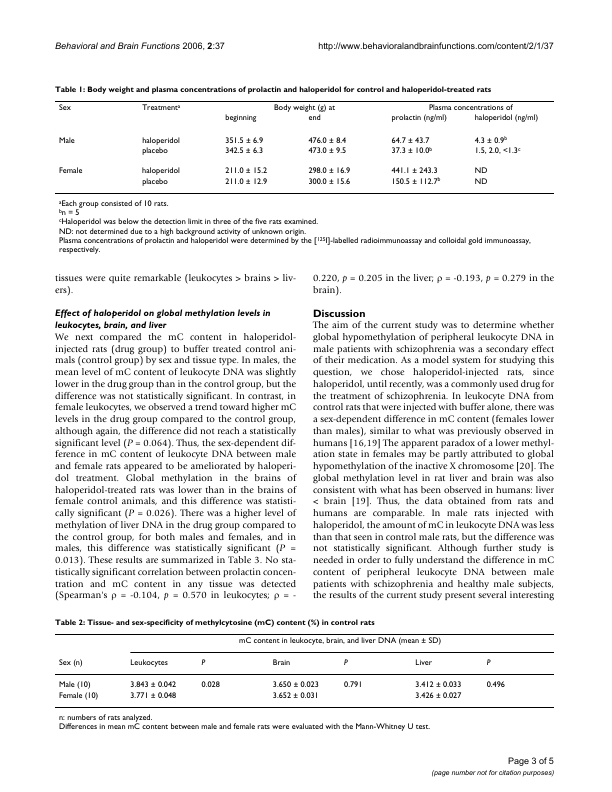 Behavioral and Brain Functions 2006, 2:37 http://www.behavioralandbrainfunctions.com/content/2/1/37
Table 1: Body weight and plasma concentrations of prolactin and haloperidol for control and haloperidol-treated rats
Sex Treatmentᵃ Body weight (g) at Plasma concentrations of
beginning end prolactin (ng/ml) haloperidol (ng/ml)
Male haloperidol 351.5 ± 6.9 476.0 ± 8.4 64.7 ± 43.7 4.3 ± 0.9ᵇ
placebo 342.5 ± 6.3 473.0 ± 9.5 37.3 ± 10.0ᵇ 1.5, 2.0, <1.3ᶜ
Female haloperidol 211.0 ± 15.2 298.0 ± 16.9 441.1 ± 243.3 ND
placebo 211.0 ± 12.9 300.0 ± 15.6 150.5 ± 112.7ᵇ ND
ᵃEach group consisted of 10 rats.
ᵇn = 5
ᶜHaloperidol was below the detection limit in three of the five rats examined.
ND: not determined due to a high background activity of unknown origin.
Plasma concentrations of prolactin and haloperidol were determined by the [¹²⁵I]-labelled radioimmunoassay and colloidal gold immunoassay,
respectively.
tissues were quite remarkable (leukocytes > brains > liv-
ers).
Effect of haloperidol on global methylation levels in
leukocytes, brain, and liver
We next compared the mC content in haloperidol-
injected rats (drug group) to buffer treated control ani-
mals (control group) by sex and tissue type. In males, the
mean level of mC content of leukocyte DNA was slightly
lower in the drug group than in the control group, but the
difference was not statistically significant. In contrast, in
female leukocytes, we observed a trend toward higher mC
levels in the drug group compared to the control group,
although again, the difference did not reach a statistically
significant level (P = 0.064). Thus, the sex-dependent dif-
ference in mC content of leukocyte DNA between male
and female rats appeared to be ameliorated by haloperi-
dol treatment. Global methylation in the brains of
haloperidol-treated rats was lower than in the brains of
female control animals, and this difference was statisti-
cally significant (P = 0.026). There was a higher level of
methylation of liver DNA in the drug group compared to
the control group, for both males and females, and in
males, this difference was statistically significant (P =
0.013). These results are summarized in Table 3. No sta-
tistically significant correlation between prolactin concen-
tration and mC content in any tissue was detected
(Spearman's ρ = -0.104, p = 0.570 in leukocytes; ρ = -
0.220, p = 0.205 in the liver; ρ = -0.193, p = 0.279 in the
brain).
Discussion
The aim of the current study was to determine whether
global hypomethylation of peripheral leukocyte DNA in
male patients with schizophrenia was a secondary effect
of their medication. As a model system for studying this
question, we chose haloperidol-injected rats, since
haloperidol, until recently, was a commonly used drug for
the treatment of schizophrenia. In leukocyte DNA from
control rats that were injected with buffer alone, there was
a sex-dependent difference in mC content (females lower
than males), similar to what was previously observed in
humans [16,19] The apparent paradox of a lower methyl-
ation state in females may be partly attributed to global
hypomethylation of the inactive X chromosome [20]. The
global methylation level in rat liver and brain was also
consistent with what has been observed in humans: liver
< brain [19]. Thus, the data obtained from rats and
humans are comparable. In male rats injected with
haloperidol, the amount of mC in leukocyte DNA was less
than that seen in control male rats, but the difference was
not statistically significant. Although further study is
needed in order to fully understand the difference in mC
content of peripheral leukocyte DNA between male
patients with schizophrenia and healthy male subjects,
the results of the current study present several interesting
Table 2: Tissue- and sex-specificity of methylcytosine (mC) content (%) in control rats
mC content in leukocyte, brain, and liver DNA (mean ± SD)
Sex (n) Leukocytes P Brain P Liver P
Male (10) 3.843 ± 0.042 0.028 3.650 ± 0.023 0.791 3.412 ± 0.033 0.496
Female (10) 3.771 ± 0.048 3.652 ± 0.031 3.426 ± 0.027
n: numbers of rats analyzed.
Differences in mean mC content between male and female rats were evaluated with the Mann-Whitney U test.
Page 3 of 5
(page number not for citation purposes)